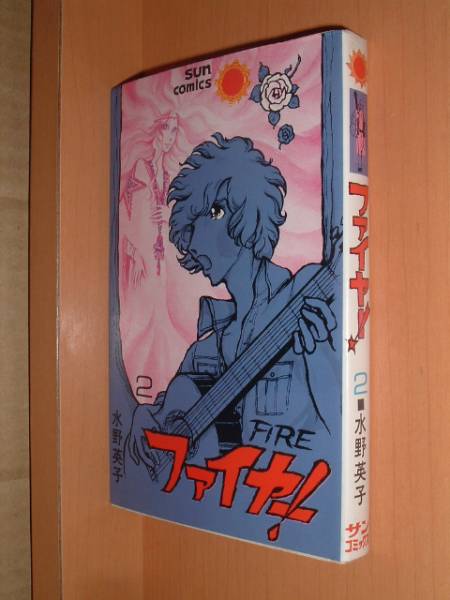 sun
comics
2
水野英子
FIRE
ファイヤー!
ファイヤー!
2■水野英子
サン
コミックス